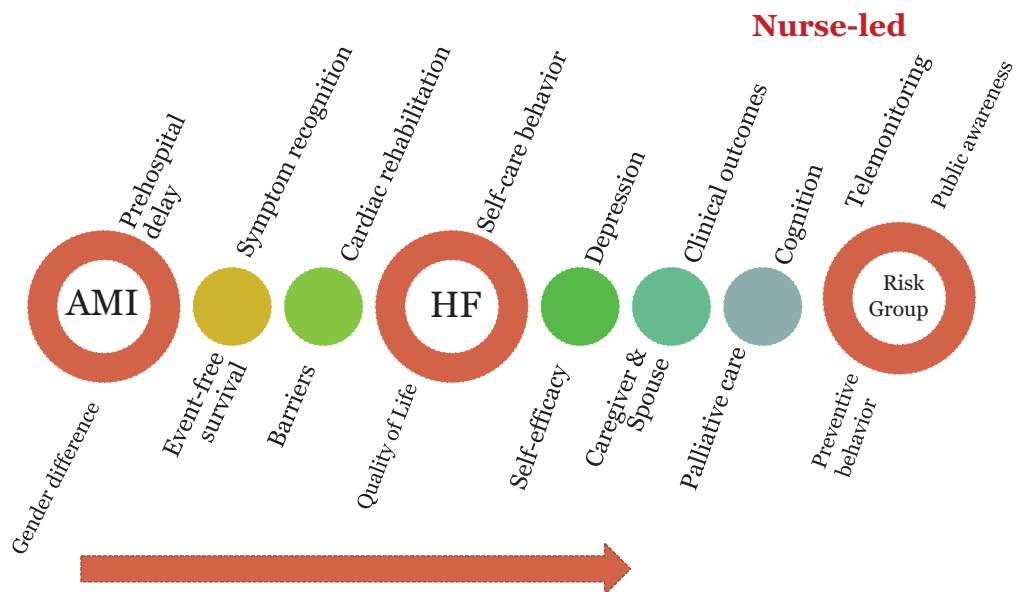 Nurse-led
Prehospital
delay
Symptom recognition
Cardiac rehabilitation
Self-care behavior
Depression
Clinical outcomes
Cognition
Telemonitoring
Public awareness
AMI
HF
Risk
Group
Gender difference
Event-free
survival
Barriers
Quality of Life
Self-efficacy
Caregiver &
Spouse
Palliative care
Preventive
behavior